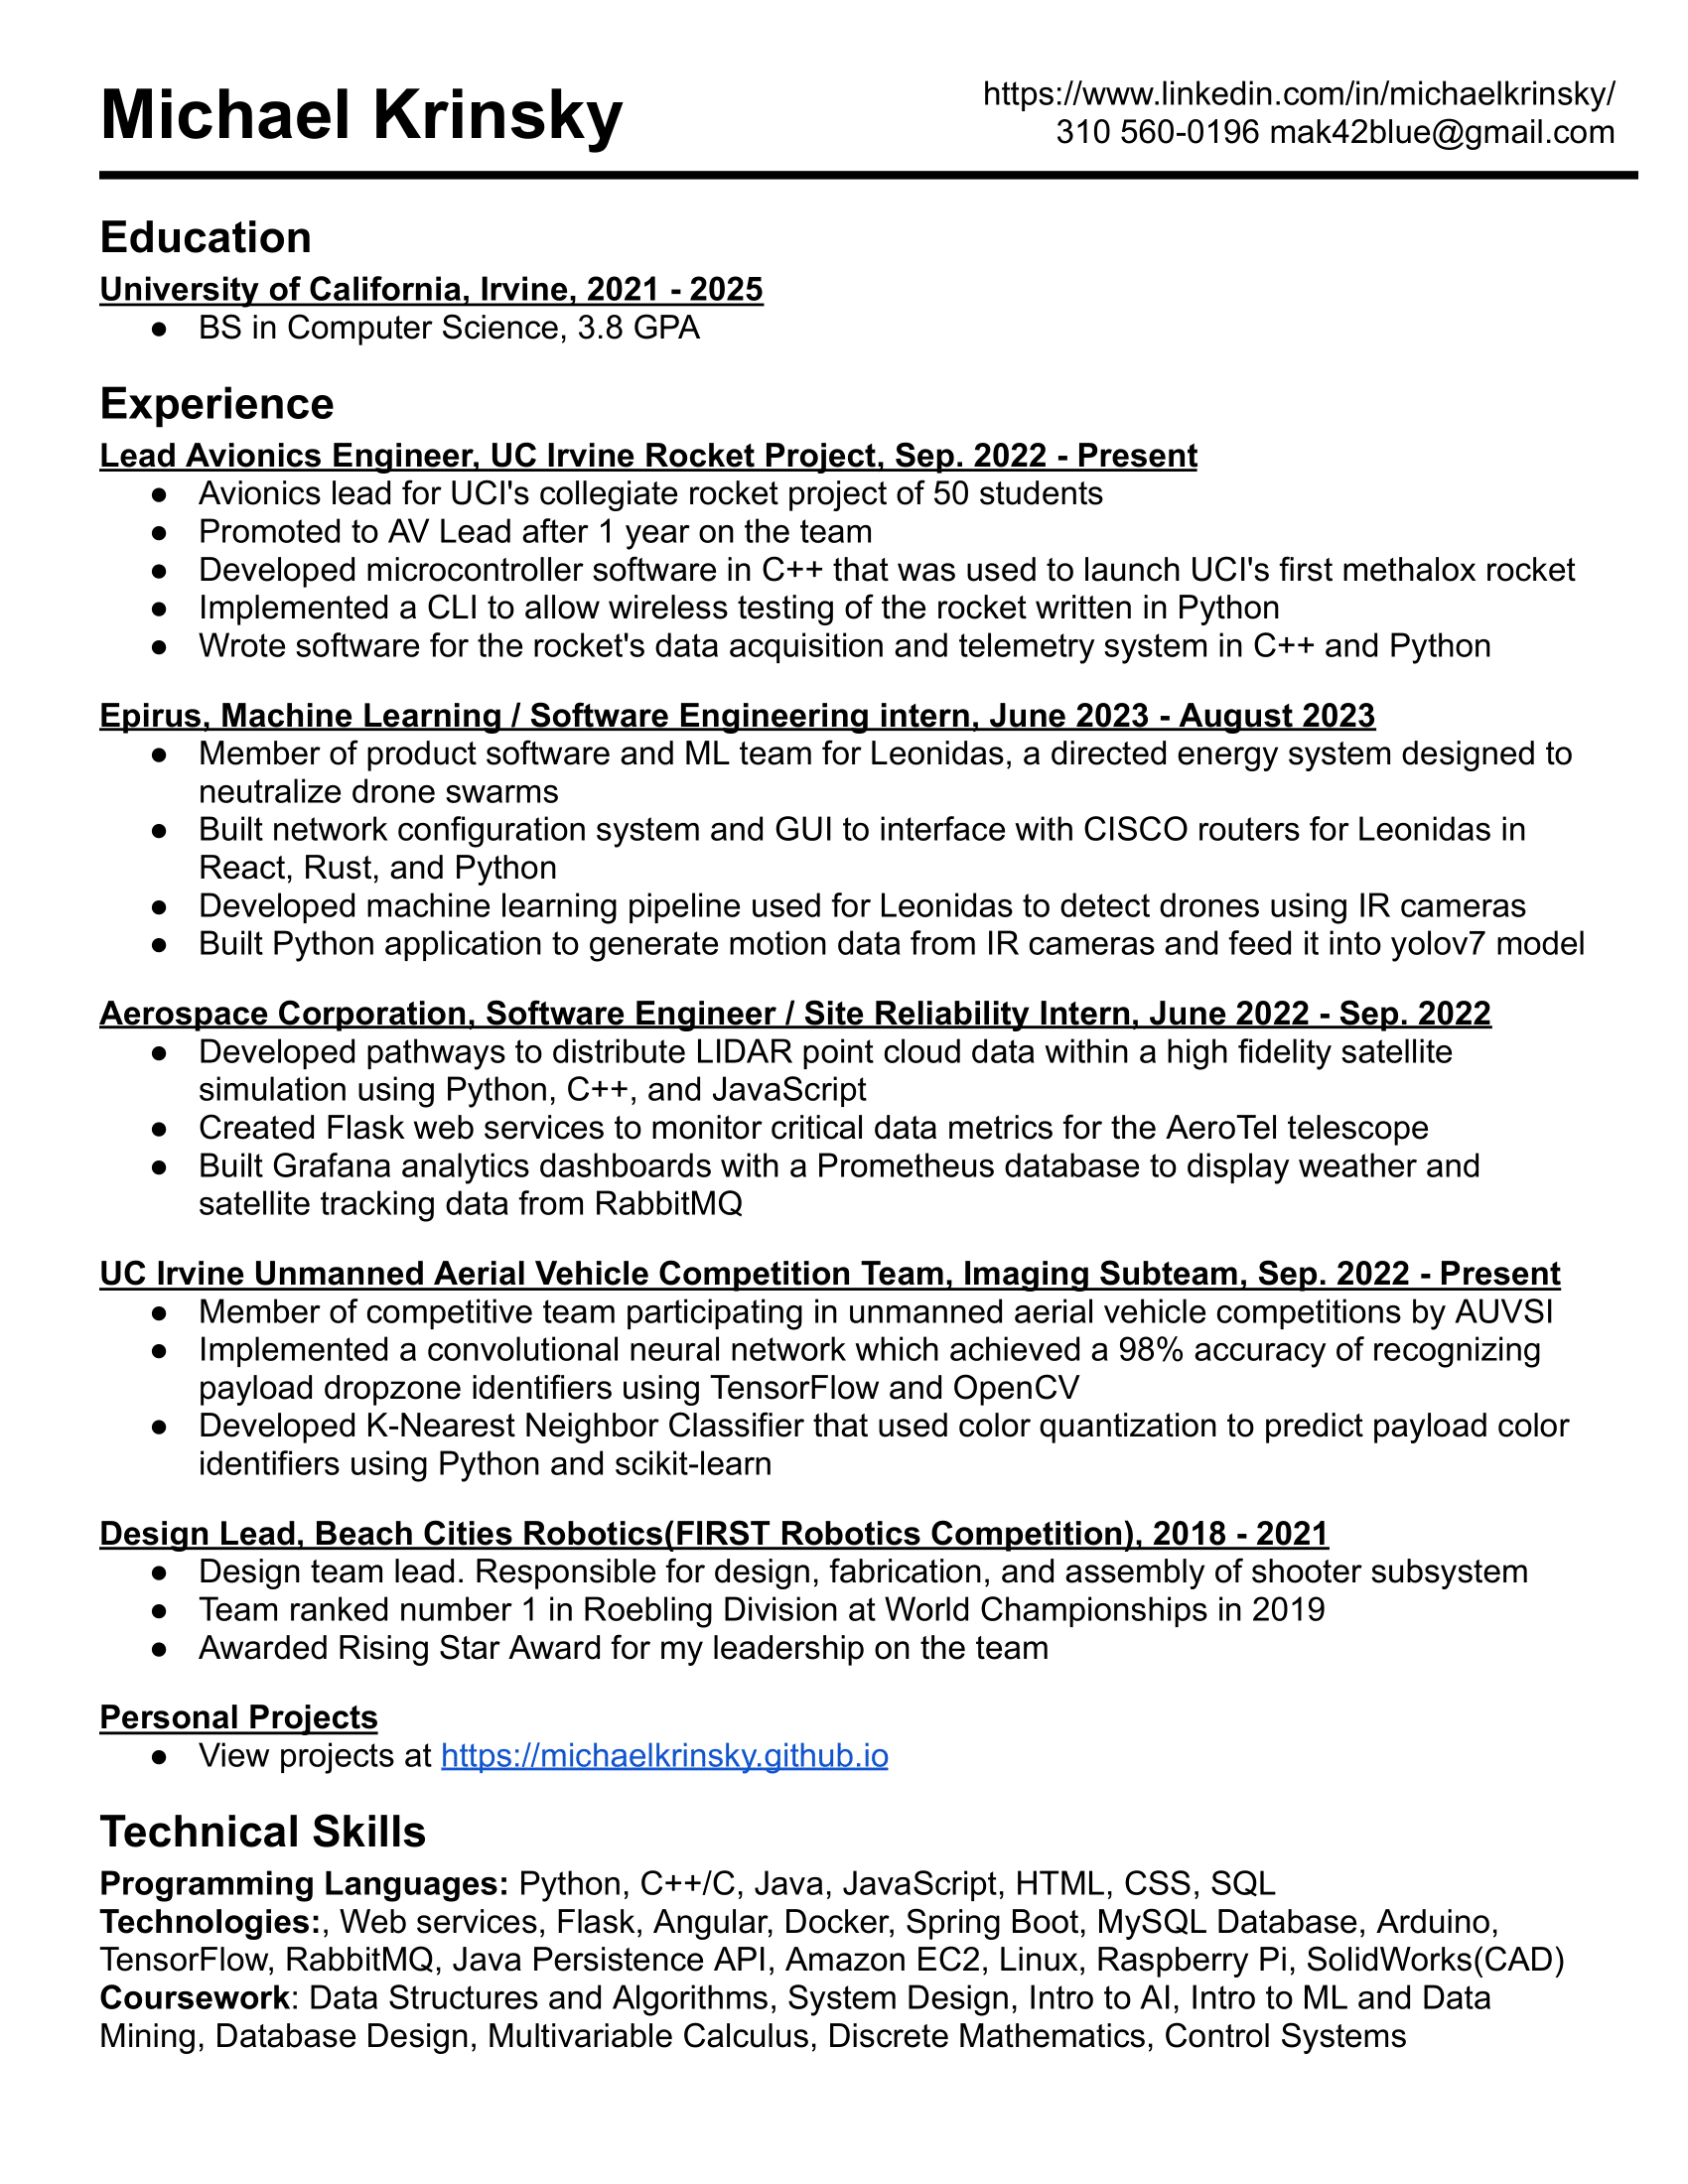 Michael Krinsky
https://www.linkedin.com/in/michaelkrinsky/
310 560-0196 mak42blue@gmail.com
Education
University of California, Irvine, 2021 - 2025
● BS in Computer Science, 3.8 GPA
Experience
Lead Avionics Engineer, UC Irvine Rocket Project, Sep. 2022 - Present
● Avionics lead for UCI's collegiate rocket project of 50 students
● Promoted to AV Lead after 1 year on the team
● Developed microcontroller software in C++ that was used to launch UCI's first methalox rocket
● Implemented a CLI to allow wireless testing of the rocket written in Python
● Wrote software for the rocket's data acquisition and telemetry system in C++ and Python
Epirus, Machine Learning / Software Engineering intern, June 2023 - August 2023
● Member of product software and ML team for Leonidas, a directed energy system designed to
neutralize drone swarms
● Built network configuration system and GUI to interface with CISCO routers for Leonidas in
React, Rust, and Python
● Developed machine learning pipeline used for Leonidas to detect drones using IR cameras
● Built Python application to generate motion data from IR cameras and feed it into yolov7 model
Aerospace Corporation, Software Engineer / Site Reliability Intern, June 2022 - Sep. 2022
● Developed pathways to distribute LIDAR point cloud data within a high fidelity satellite
simulation using Python, C++, and JavaScript
● Created Flask web services to monitor critical data metrics for the AeroTel telescope
● Built Grafana analytics dashboards with a Prometheus database to display weather and
satellite tracking data from RabbitMQ
UC Irvine Unmanned Aerial Vehicle Competition Team, Imaging Subteam, Sep. 2022 - Present
● Member of competitive team participating in unmanned aerial vehicle competitions by AUVSI
● Implemented a convolutional neural network which achieved a 98% accuracy of recognizing
payload dropzone identifiers using TensorFlow and OpenCV
● Developed K-Nearest Neighbor Classifier that used color quantization to predict payload color
identifiers using Python and scikit-learn
Design Lead, Beach Cities Robotics(FIRST Robotics Competition), 2018 - 2021
● Design team lead. Responsible for design, fabrication, and assembly of shooter subsystem
● Team ranked number 1 in Roebling Division at World Championships in 2019
● Awarded Rising Star Award for my leadership on the team
Personal Projects
● View projects at https://michaelkrinsky.github.io
Technical Skills
Programming Languages: Python, C++/C, Java, JavaScript, HTML, CSS, SQL
Technologies:, Web services, Flask, Angular, Docker, Spring Boot, MySQL Database, Arduino,
TensorFlow, RabbitMQ, Java Persistence API, Amazon EC2, Linux, Raspberry Pi, SolidWorks(CAD)
Coursework: Data Structures and Algorithms, System Design, Intro to AI, Intro to ML and Data
Mining, Database Design, Multivariable Calculus, Discrete Mathematics, Control Systems